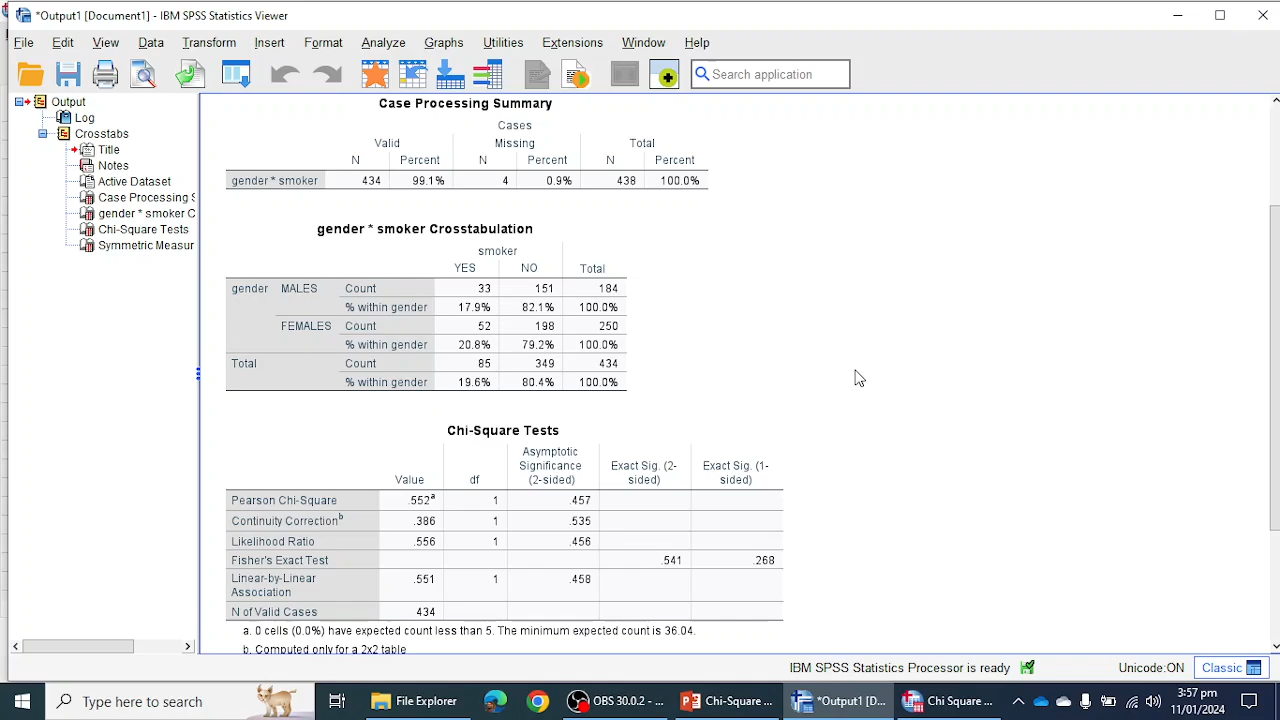 *Output1 [Document1] - IBM SPSS Statistics Viewer
File Edit View Data Transform Insert Format Analyze Graphs Utilities Extensions Window Help
Search application
Output
Log
Crosstabs
Title
Notes
Active Dataset
Case Processing S
gender * smoker C
Chi-Square Tests
Symmetric Measur
Case Processing Summary
Cases
Valid Missing Total
N Percent N Percent N Percent
gender * smoker 434 99.1% 4 0.9% 438 100.0%
gender * smoker Crosstabulation
smoker
YES NO Total
gender MALES Count 33 151 184
% within gender 17.9% 82.1% 100.0%
FEMALES Count 52 198 250
% within gender 20.8% 79.2% 100.0%
Total Count 85 349 434
% within gender 19.6% 80.4% 100.0%
Chi-Square Tests
Asymptotic
Significance Exact Sig. (2- Exact Sig. (1-
Value df (2-sided) sided) sided)
Pearson Chi-Square .552a 1 .457
Continuity Correctionb .386 1 .535
Likelihood Ratio .556 1 .456
Fisher's Exact Test .541 .268
Linear-by-Linear .551 1 .458
Association
N of Valid Cases 434
a. 0 cells (0.0%) have expected count less than 5. The minimum expected count is 36.04.
b. Computed only for a 2x2 table
IBM SPSS Statistics Processor is ready Unicode:ON Classic
Type here to search File Explorer OBS 30.0.2 - ... Chi-Square ... *Output1 [D... Chi Square ... 3:57 pm
11/01/2024